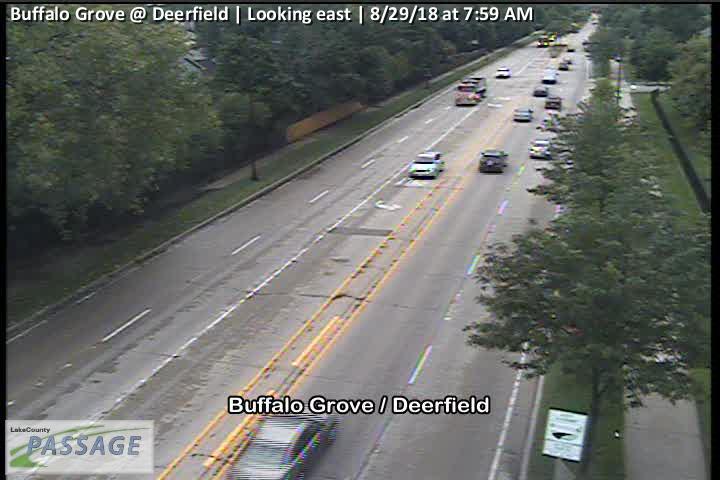 Buffalo Grove @ Deerfield | Looking east | 8/29/18 at 7:59 AM
Buffalo Grove / Deerfield
LakeCounty
PASSAGE